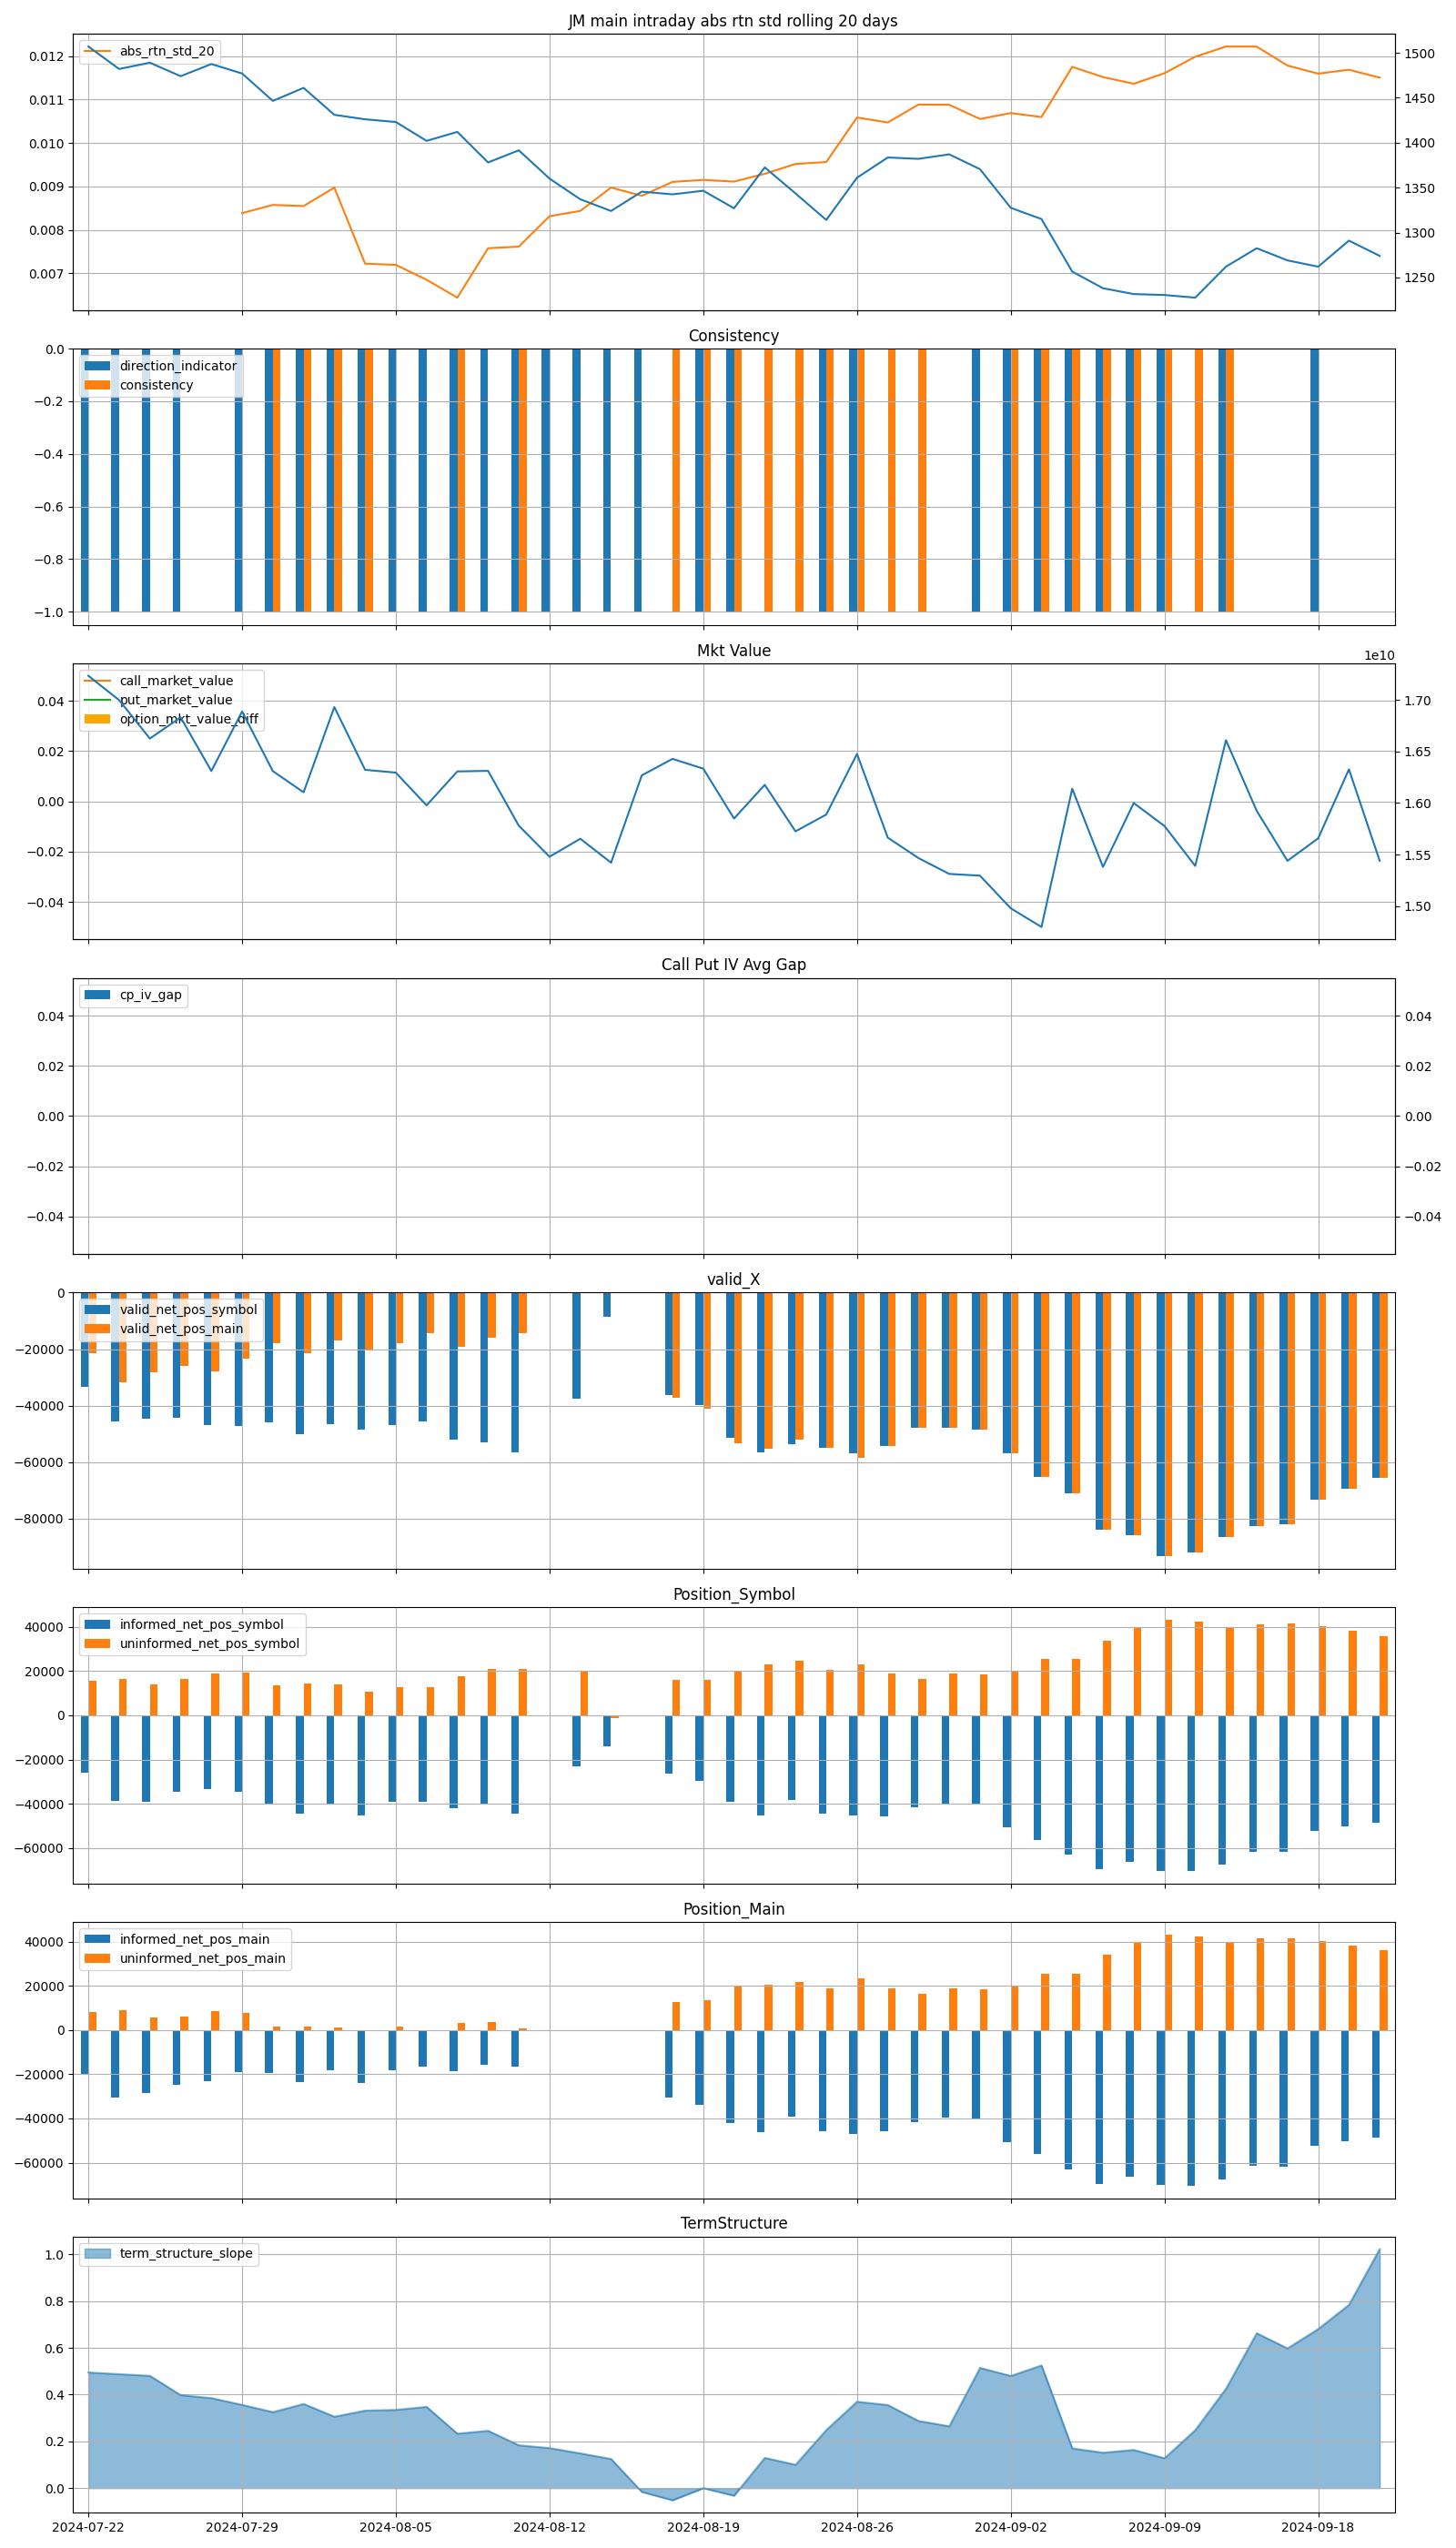 JM main intraday abs rtn std rolling 20 days
abs_rtn_std_20
0.012
0.011
0.010
0.009
0.008
0.007
1500
1450
1400
1350
1300
1250
Consistency
direction_indicator
consistency
0.0
−0.2
−0.4
−0.6
−0.8
−1.0
Mkt Value
1e10
call_market_value
put_market_value
option_mkt_value_diff
0.04
0.02
0.00
−0.02
−0.04
1.70
1.65
1.60
1.55
1.50
Call Put IV Avg Gap
cp_iv_gap
0.04
0.02
0.00
−0.02
−0.04
0.04
0.02
0.00
−0.02
−0.04
valid_X
valid_net_pos_symbol
valid_net_pos_main
0
−20000
−40000
−60000
−80000
Position_Symbol
informed_net_pos_symbol
uninformed_net_pos_symbol
40000
20000
0
−20000
−40000
−60000
Position_Main
informed_net_pos_main
uninformed_net_pos_main
40000
20000
0
−20000
−40000
−60000
TermStructure
term_structure_slope
1.0
0.8
0.6
0.4
0.2
0.0
2024-07-22 2024-07-29 2024-08-05 2024-08-12 2024-08-19 2024-08-26 2024-09-02 2024-09-09 2024-09-18